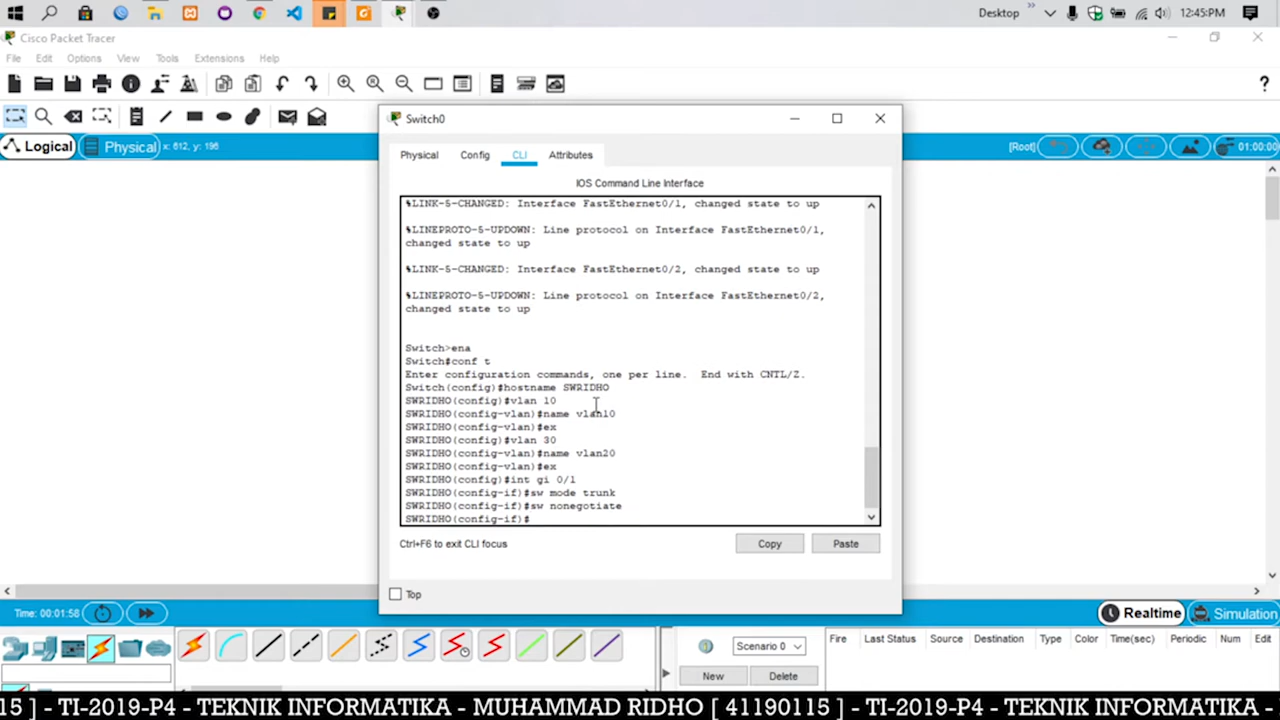 Desktop
12:45PM
Cisco Packet Tracer
File Edit Options View Tools Extensions Help
?
Logical Physical x: 612, y: 196 [Root] 01:00:00
Switch0
Physical Config CLI Attributes
IOS Command Line Interface
%LINK-5-CHANGED: Interface FastEthernet0/1, changed state to up
%LINEPROTO-5-UPDOWN: Line protocol on Interface FastEthernet0/1,
changed state to up
%LINK-5-CHANGED: Interface FastEthernet0/2, changed state to up
%LINEPROTO-5-UPDOWN: Line protocol on Interface FastEthernet0/2,
changed state to up
Switch>ena
Switch#conf t
Enter configuration commands, one per line. End with CNTL/Z.
Switch(config)#hostname SWRIDHO
SWRIDHO(config)#vlan 10
SWRIDHO(config-vlan)#name vlan10
SWRIDHO(config-vlan)#ex
SWRIDHO(config)#vlan 30
SWRIDHO(config-vlan)#name vlan20
SWRIDHO(config-vlan)#ex
SWRIDHO(config)#int gi 0/1
SWRIDHO(config-if)#sw mode trunk
SWRIDHO(config-if)#sw nonegotiate
SWRIDHO(config-if)#
Ctrl+F6 to exit CLI focus
Copy Paste
Top
Time: 00:01:58
Realtime Simulation
Scenario 0
New Delete
Fire Last Status Source Destination Type Color Time(sec) Periodic Num Edit
15 ] - TI-2019-P4 - TEKNIK INFORMATIKA - MUHAMMAD RIDHO [ 41190115 ] - TI-2019-P4 - TEKNIK INFORMATIKA -